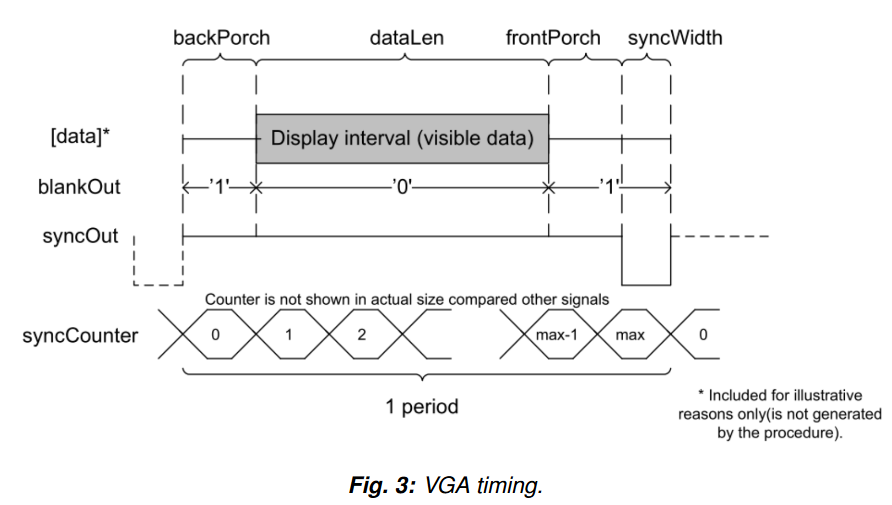 backPorch dataLen frontPorch syncWidth
[data]* Display interval (visible data)
blankOut '1' '0' '1'
syncOut
Counter is not shown in actual size compared other signals
syncCounter 0 1 2 max-1 max 0
1 period
* Included for illustrative
reasons only(is not generated
by the procedure).
Fig. 3: VGA timing.